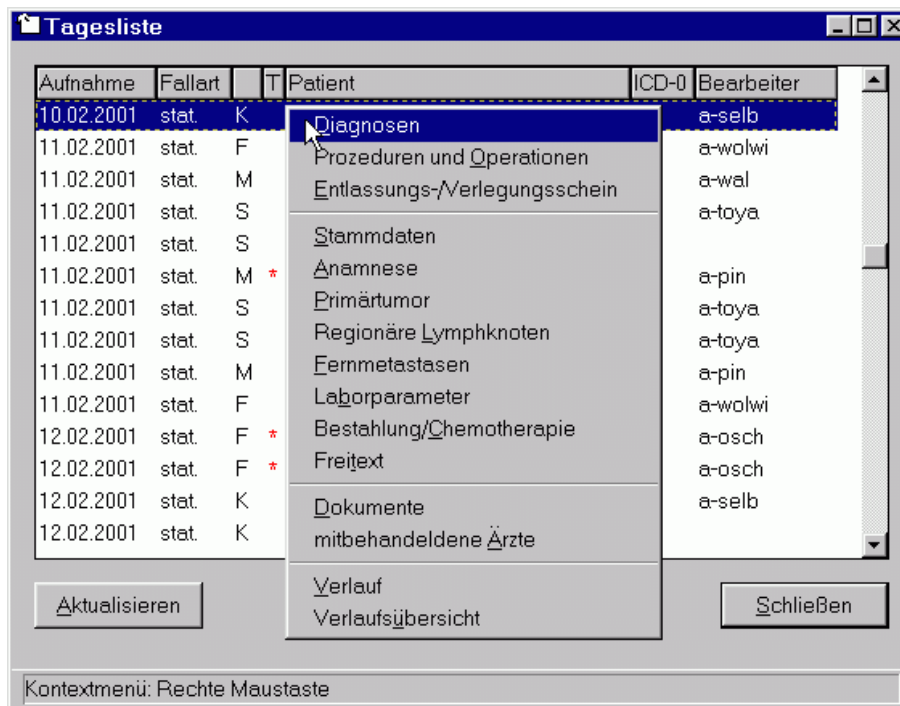 Tagesliste
Aufnahme Fallart T Patient ICD-0 Bearbeiter
10.02.2001 stat. K a-selb
11.02.2001 stat. F a-wolwi
11.02.2001 stat. M a-wal
11.02.2001 stat. S a-toya
11.02.2001 stat. S
11.02.2001 stat. M * a-pin
11.02.2001 stat. S a-toya
11.02.2001 stat. S a-toya
11.02.2001 stat. M a-pin
11.02.2001 stat. F a-wolwi
12.02.2001 stat. F * a-osch
12.02.2001 stat. F * a-osch
12.02.2001 stat. K a-selb
12.02.2001 stat. K
Diagnosen
Prozeduren und Operationen
Entlassungs-/Verlegungsschein
Stammdaten
Anamnese
Primärtumor
Regionäre Lymphknoten
Fernmetastasen
Laborparameter
Bestahlung/Chemotherapie
Freitext
Dokumente
mitbehandeldene Ärzte
Verlauf
Verlaufsübersicht
Aktualisieren
Schließen
Kontextmenü: Rechte Maustaste